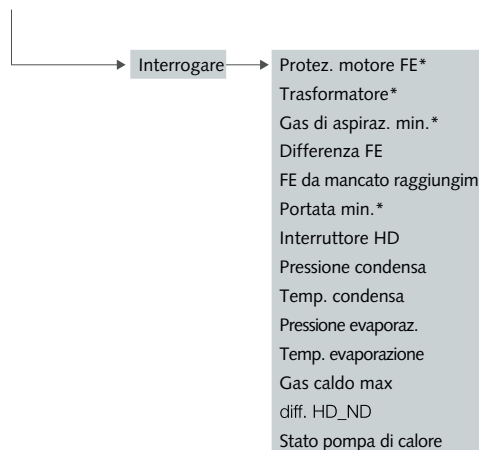 Interrogare
Protez. motore FE*
Trasformatore*
Gas di aspiraz. min.*
Differenza FE
FE da mancato raggiungim
Portata min.*
Interruttore HD
Pressione condensa
Temp. condensa
Pressione evaporaz.
Temp. evaporazione
Gas caldo max
diff. HD_ND
Stato pompa di calore